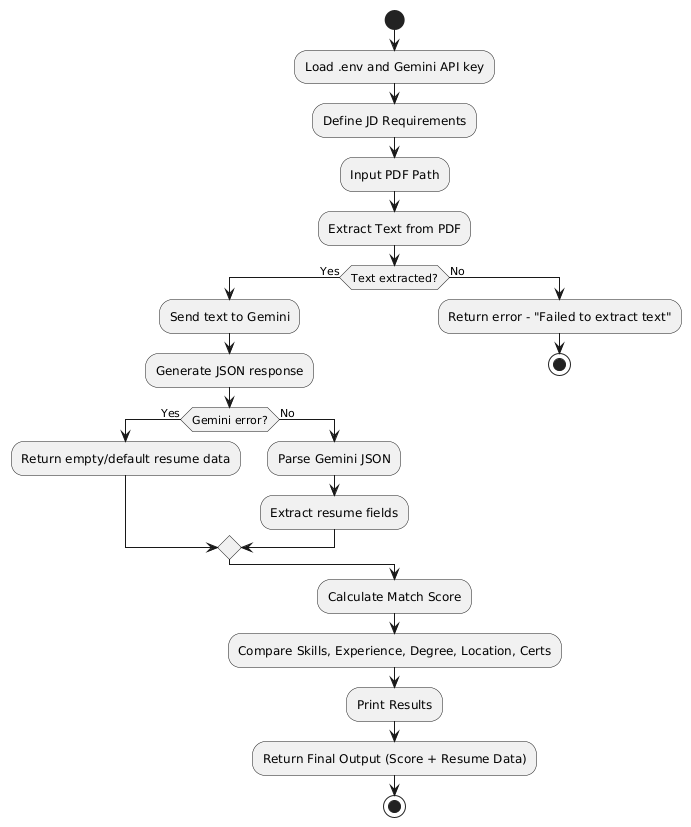 Load .env and Gemini API key
Define JD Requirements
Input PDF Path
Extract Text from PDF
Yes
Text extracted?
No
Send text to Gemini
Return error - "Failed to extract text"
Generate JSON response
Yes
Gemini error?
No
Return empty/default resume data
Parse Gemini JSON
Extract resume fields
Calculate Match Score
Compare Skills, Experience, Degree, Location, Certs
Print Results
Return Final Output (Score + Resume Data)